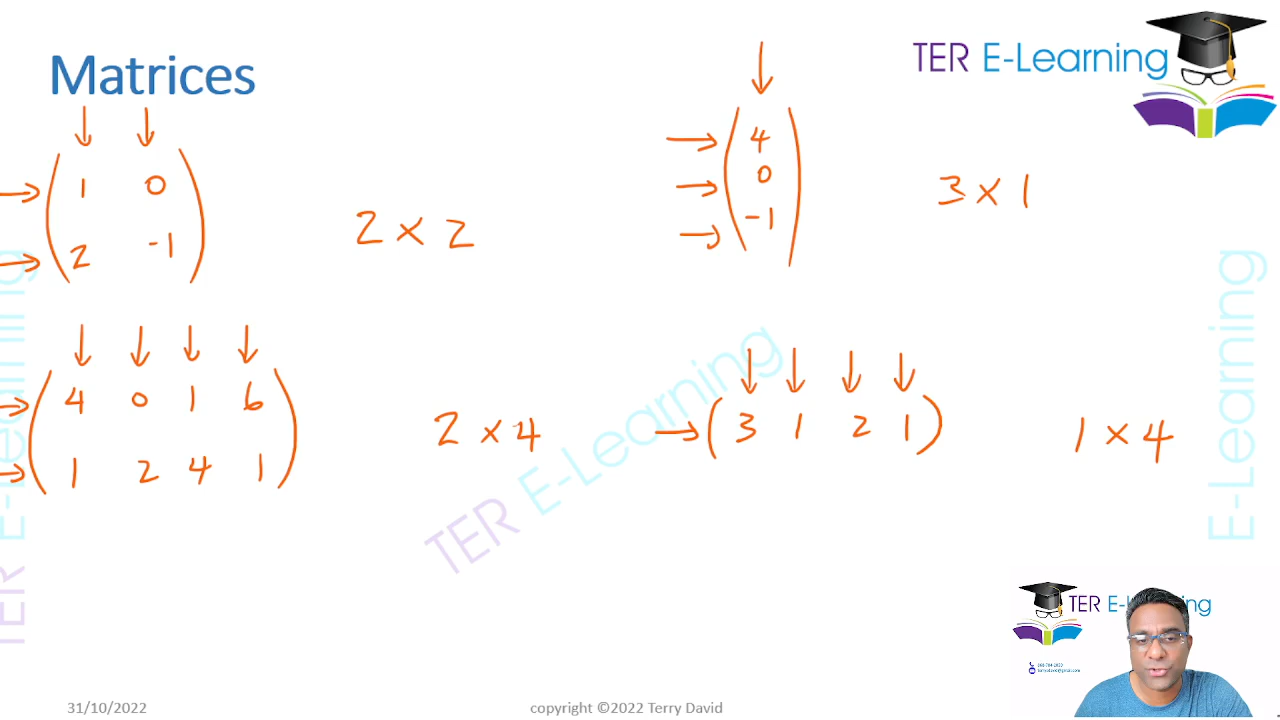 Matrices
TER E-Learning
1 0
2 -1
2 × 2
4
0
-1
3 × 1
4 0 1 6
1 2 4 1
2 × 4
(3 1 2 1)
1 × 4
TER E-Learning
E-Learning
TER E-Learning
TER E-Learning
31/10/2022
copyright ©2022 Terry David